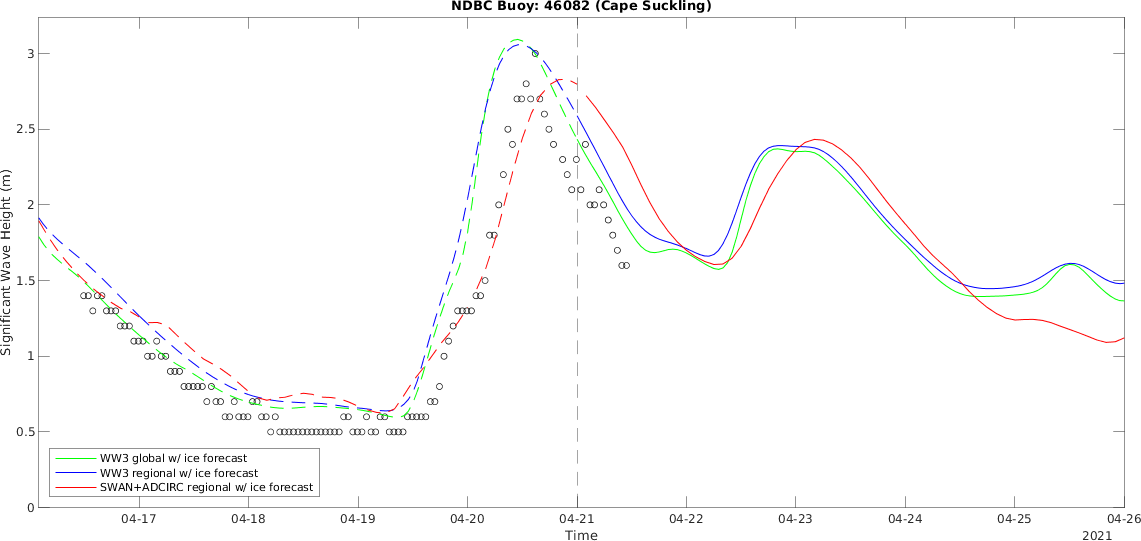 NDBC Buoy: 46082 (Cape Suckling)
Significant Wave Height (m)
3
2.5
2
1.5
1
0.5
0
WW3 global w/ ice forecast
WW3 regional w/ ice forecast
SWAN+ADCIRC regional w/ ice forecast
04-17 04-18 04-19 04-20 04-21 04-22 04-23 04-24 04-25 04-26
Time
2021